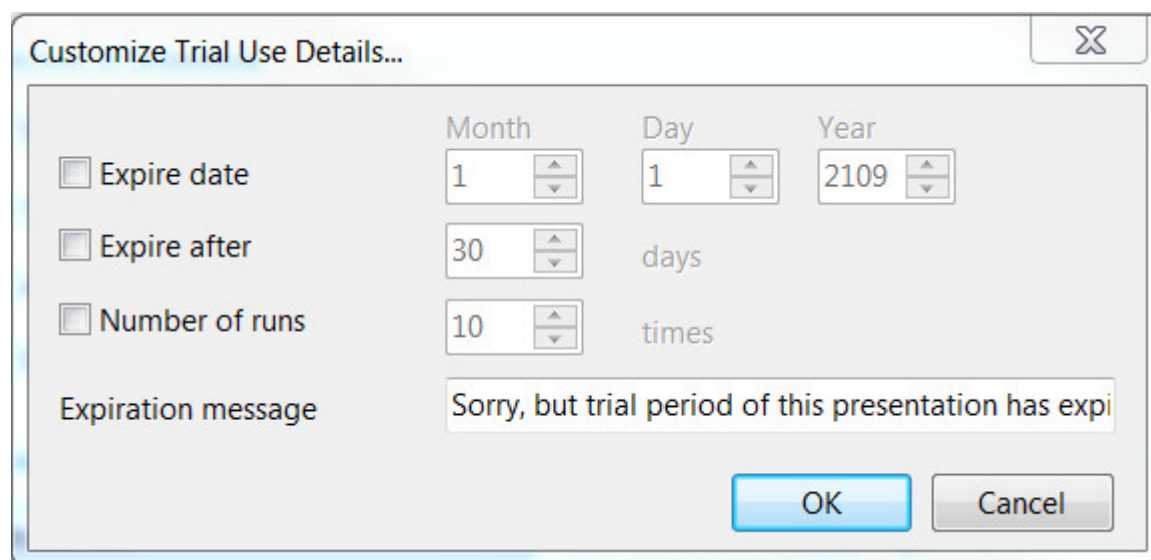 Customize Trial Use Details...
Month Day Year
Expire date 1 1 2109
Expire after 30 days
Number of runs 10 times
Expiration message Sorry, but trial period of this presentation has expi
OK Cancel